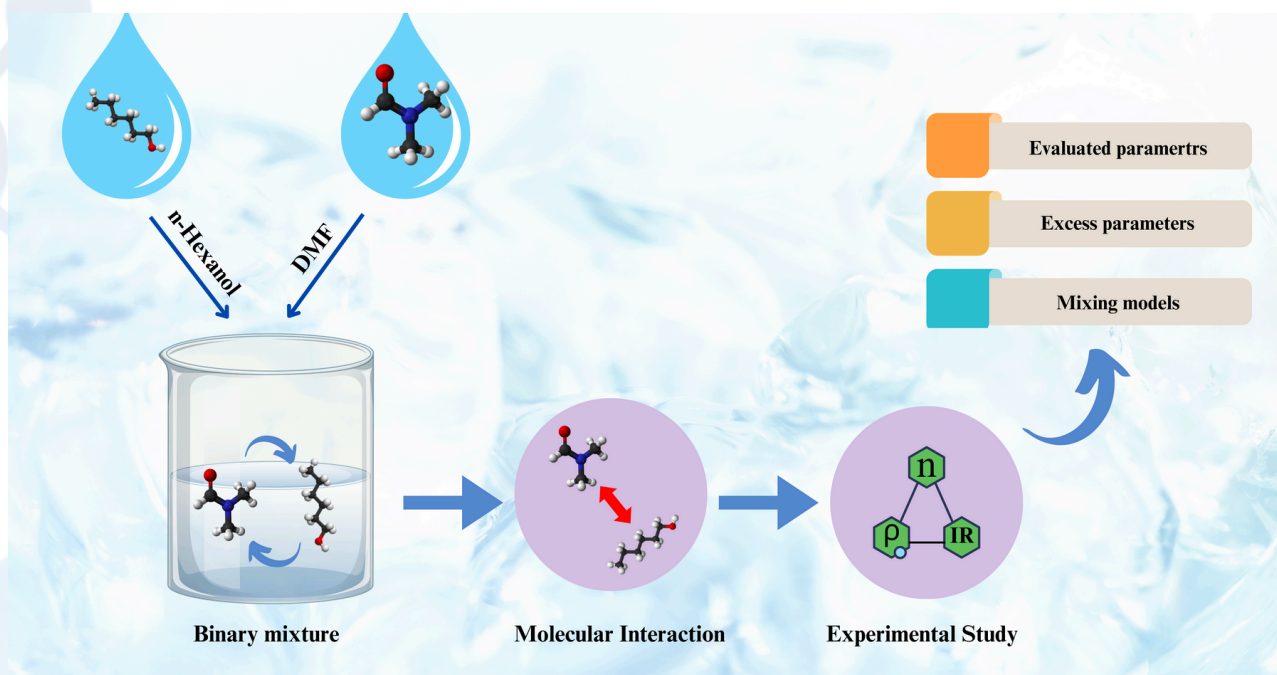 n-Hexanol
DMF
Evaluated paramertrs
Excess parameters
Mixing models
n
ρ
IR
Binary mixture
Molecular Interaction
Experimental Study